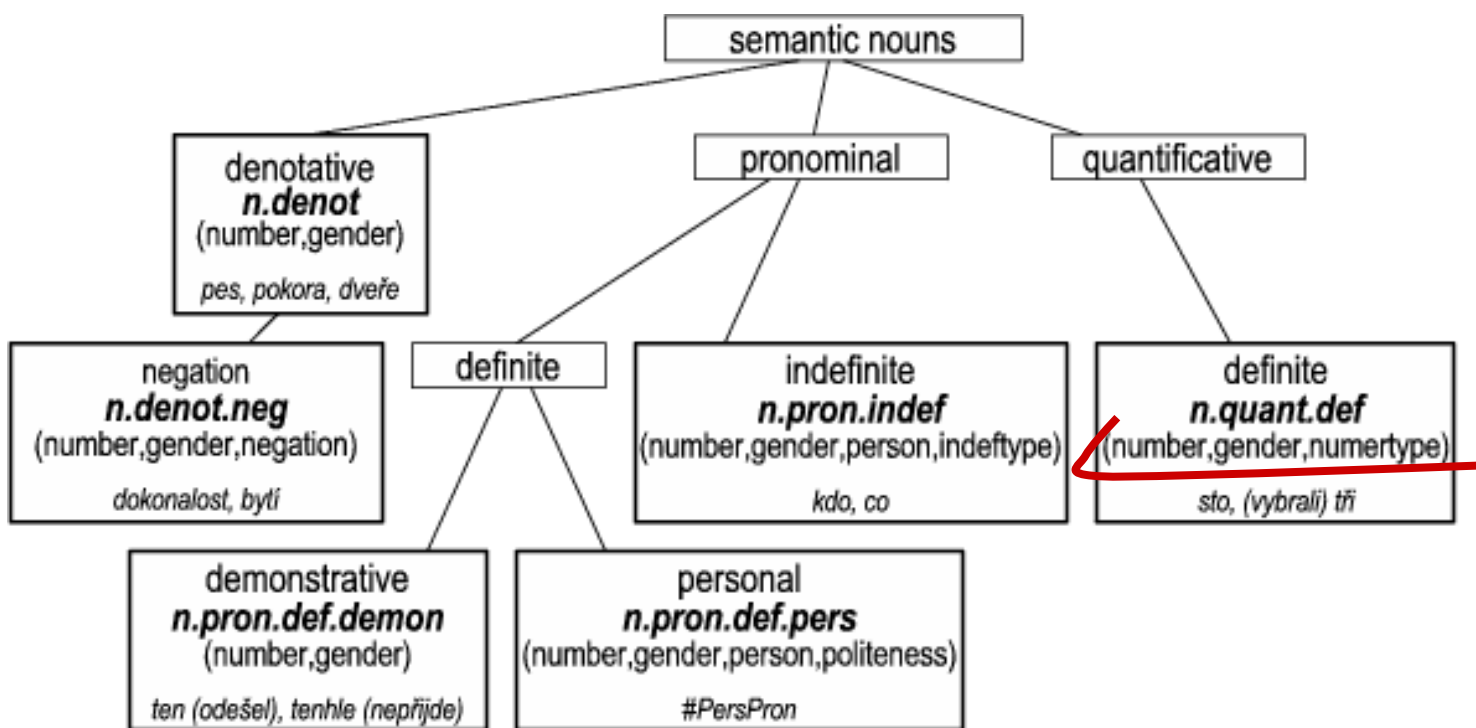 semantic nouns
denotative
n.denot
(number,gender)
pes, pokora, dveře
pronominal
quantificative
negation
n.denot.neg
(number,gender,negation)
dokonalost, bytí
definite
indefinite
n.pron.indef
(number,gender,person,indeftype)
kdo, co
definite
n.quant.def
(number,gender,numertype)
sto, (vybrali) tři
demonstrative
n.pron.def.demon
(number,gender)
ten (odešel), tenhle (nepřijde)
personal
n.pron.def.pers
(number,gender,person,politeness)
#PersPron